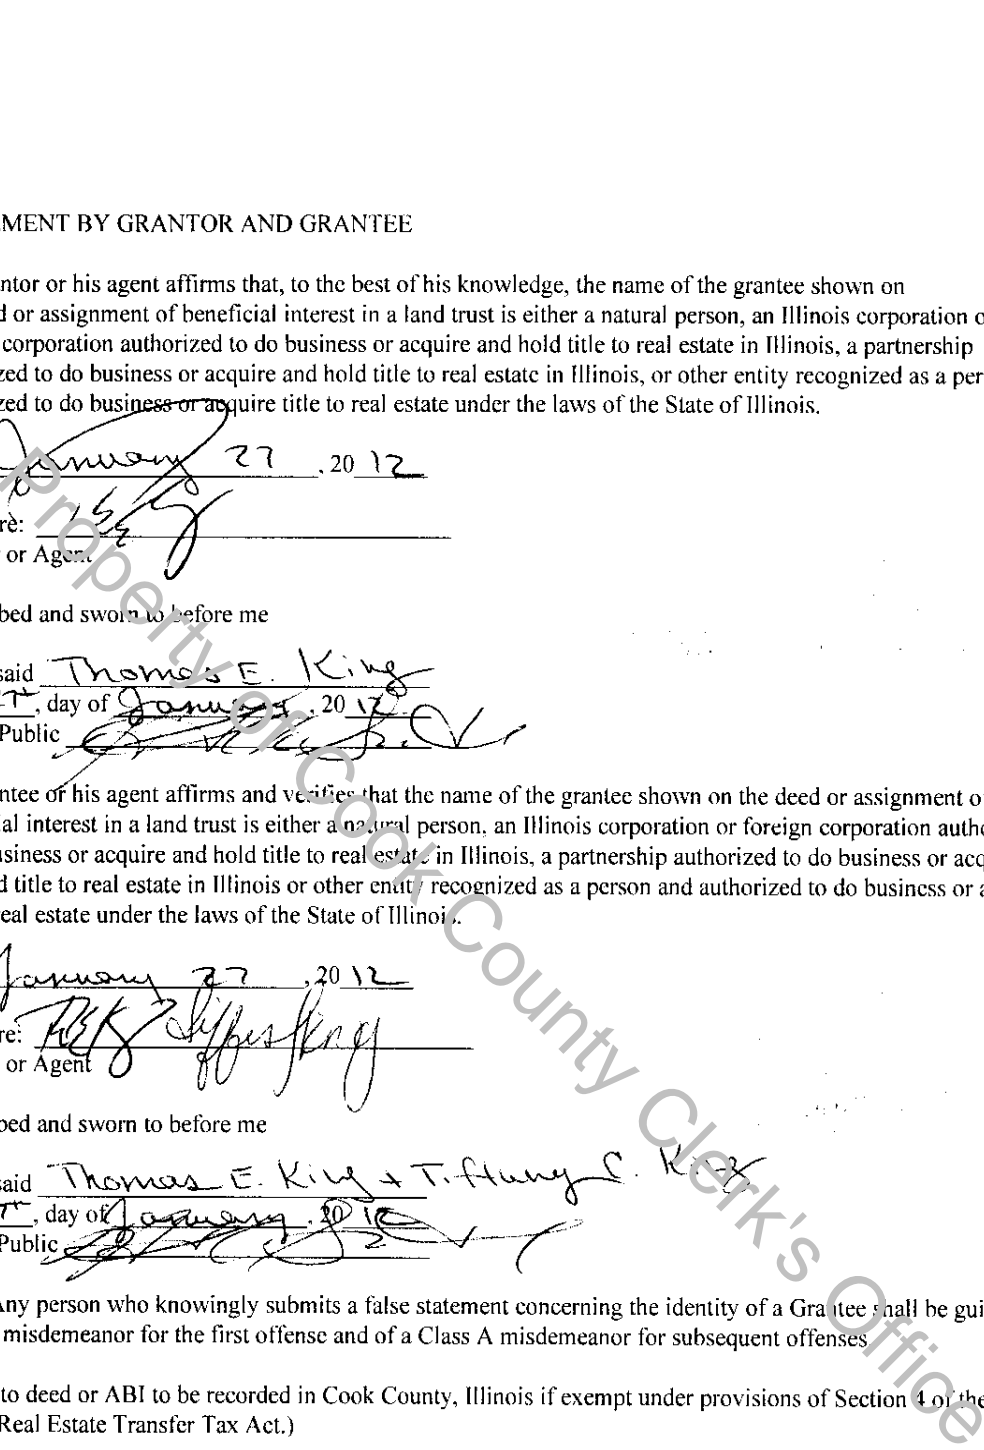 MENT BY GRANTOR AND GRANTEE
ntor or his agent affirms that, to the best of his knowledge, the name of the grantee shown on
d or assignment of beneficial interest in a land trust is either a natural person, an Illinois corporation o
corporation authorized to do business or acquire and hold title to real estate in Illinois, a partnership
zed to do business or acquire and hold title to real estate in Illinois, or other entity recognized as a per
zed to do business or acquire title to real estate under the laws of the State of Illinois.
January 27, 2012
re:
or Agent
bed and sworn to before me
said Thomas E. King
day of January, 2012
Public
ntee or his agent affirms and verifies that the name of the grantee shown on the deed or assignment o
al interest in a land trust is either a natural person, an Illinois corporation or foreign corporation autho
usiness or acquire and hold title to real estate in Illinois, a partnership authorized to do business or acq
d title to real estate in Illinois or other entity recognized as a person and authorized to do business or a
real estate under the laws of the State of Illinois.
January 27, 2012
re:
or Agent
bed and sworn to before me
said Thomas E. King + Tiffany C. King
day of January, 2012
Public
Any person who knowingly submits a false statement concerning the identity of a Grantee shall be gui
misdemeanor for the first offense and of a Class A misdemeanor for subsequent offenses
to deed or ABI to be recorded in Cook County, Illinois if exempt under provisions of Section 4 of the
Real Estate Transfer Tax Act.)
Property of Cook County Clerk's Office